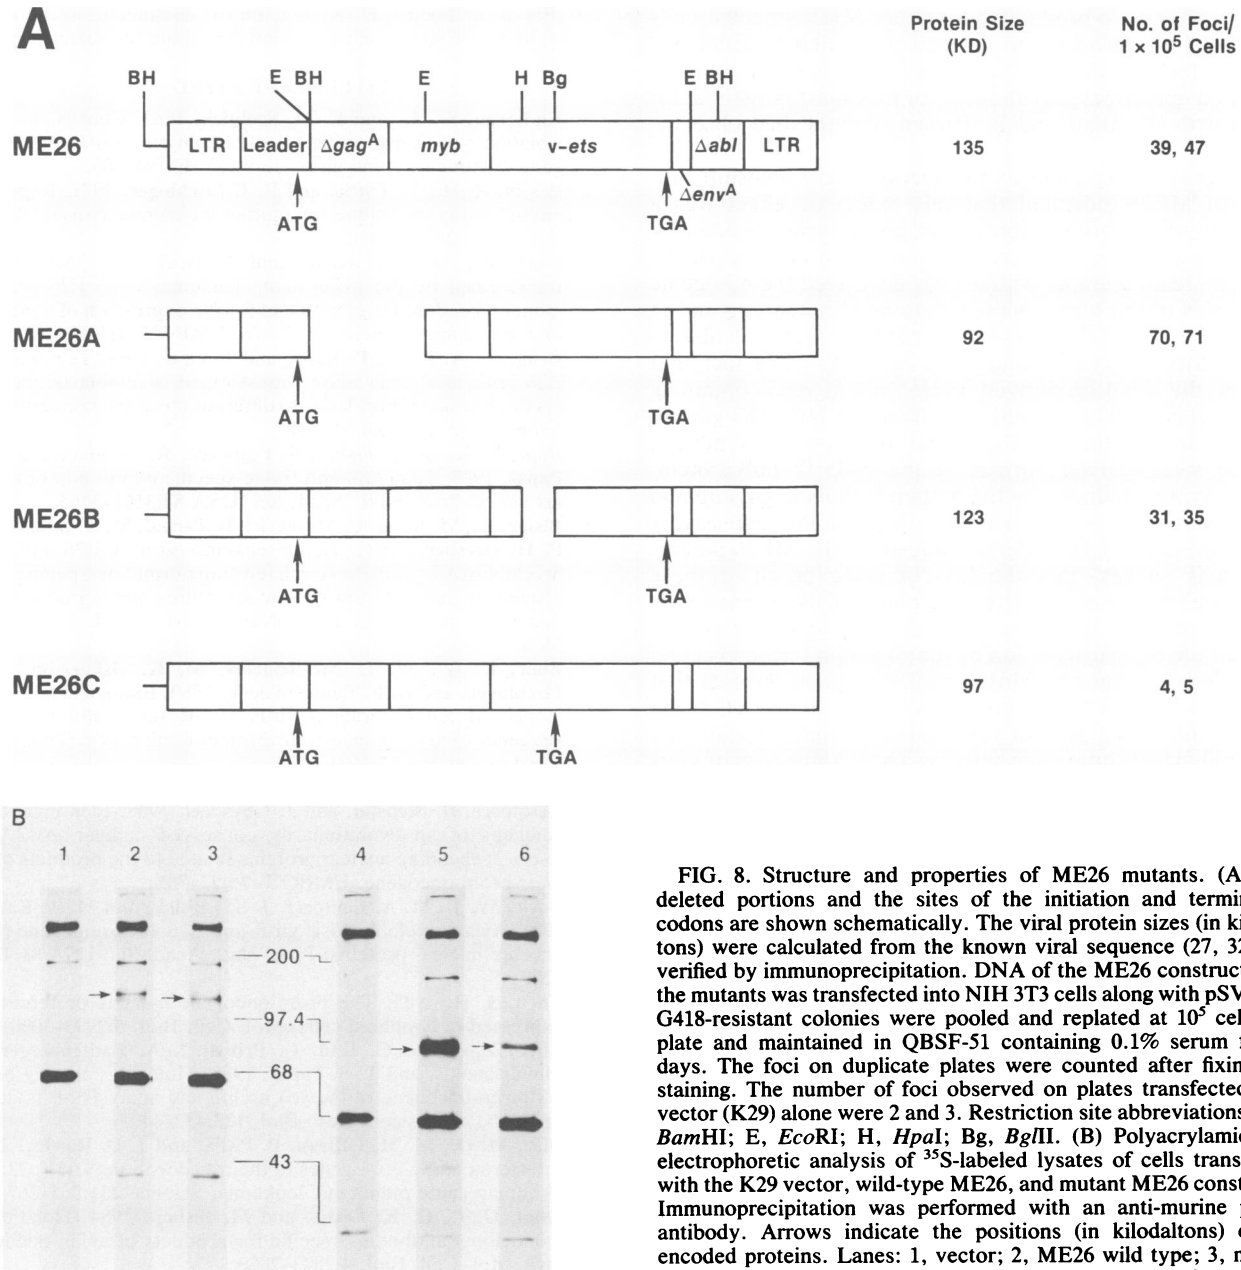 A
Protein Size No. of Foci/
(KD) 1 × 10⁵ Cells
BH E BH E H Bg E BH
ME26 LTR Leader Δgagᴬ myb v-ets Δabl LTR 135 39, 47
Δenvᴬ
ATG TGA
ME26A 92 70, 71
ATG TGA
ME26B 123 31, 35
ATG TGA
ME26C 97 4, 5
ATG TGA
B
1 2 3 4 5 6
200
97.4
68
43
FIG. 8. Structure and properties of ME26 mutants. (A
deleted portions and the sites of the initiation and termin
codons are shown schematically. The viral protein sizes (in ki
tons) were calculated from the known viral sequence (27, 32
verified by immunoprecipitation. DNA of the ME26 construct
the mutants was transfected into NIH 3T3 cells along with pSV
G418-resistant colonies were pooled and replated at 10⁵ cel
plate and maintained in QBSF-51 containing 0.1% serum
days. The foci on duplicate plates were counted after fixin
staining. The number of foci observed on plates transfected
vector (K29) alone were 2 and 3. Restriction site abbreviations
BamHI; E, EcoRI; H, HpaI; Bg, BglII. (B) Polyacrylamic
electrophoretic analysis of ³⁵S-labeled lysates of cells trans
with the K29 vector, wild-type ME26, and mutant ME26 const
Immunoprecipitation was performed with an anti-murine
antibody. Arrows indicate the positions (in kilodaltons)
encoded proteins. Lanes: 1, vector; 2, ME26 wild type; 3,